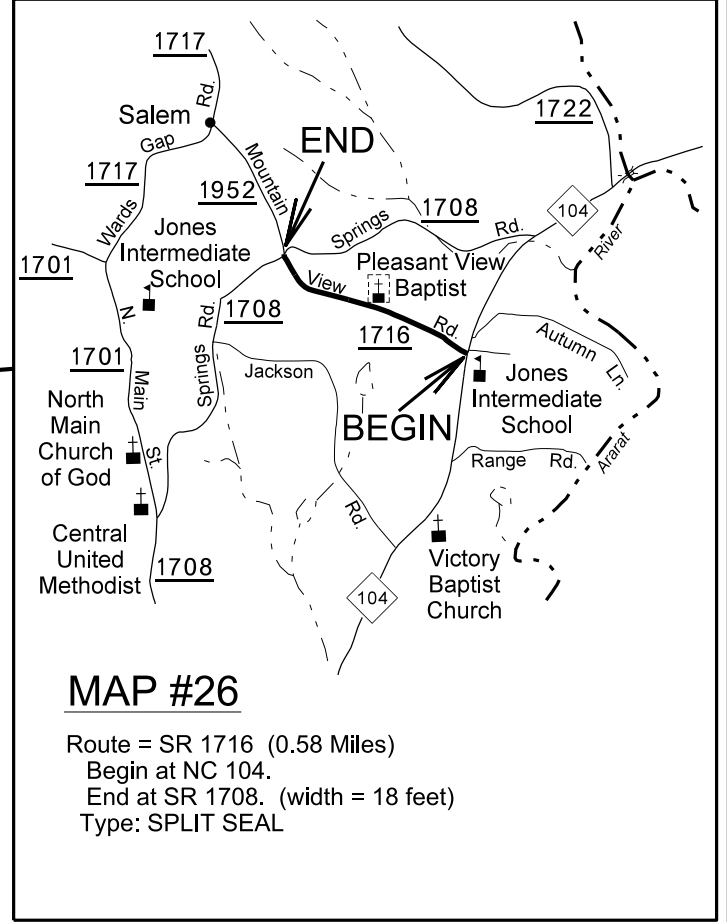 1717
Rd.
Salem
Gap
1717
Wards
1952
Mountain
END
1722
104
River
1708
Springs
Rd.
Jones
Intermediate
School
1701
N.
1701
Main
St.
North
Main
Church
of God
Central
United
Methodist
1708
Springs
Rd.
1708
View
Rd.
1716
Pleasant View
Baptist
Jackson
Rd.
BEGIN
Autumn
Ln.
Jones
Intermediate
School
Range Rd.
Ararat
Victory
Baptist
Church
104
MAP #26
Route = SR 1716 (0.58 Miles)
Begin at NC 104.
End at SR 1708. (width = 18 feet)
Type: SPLIT SEAL